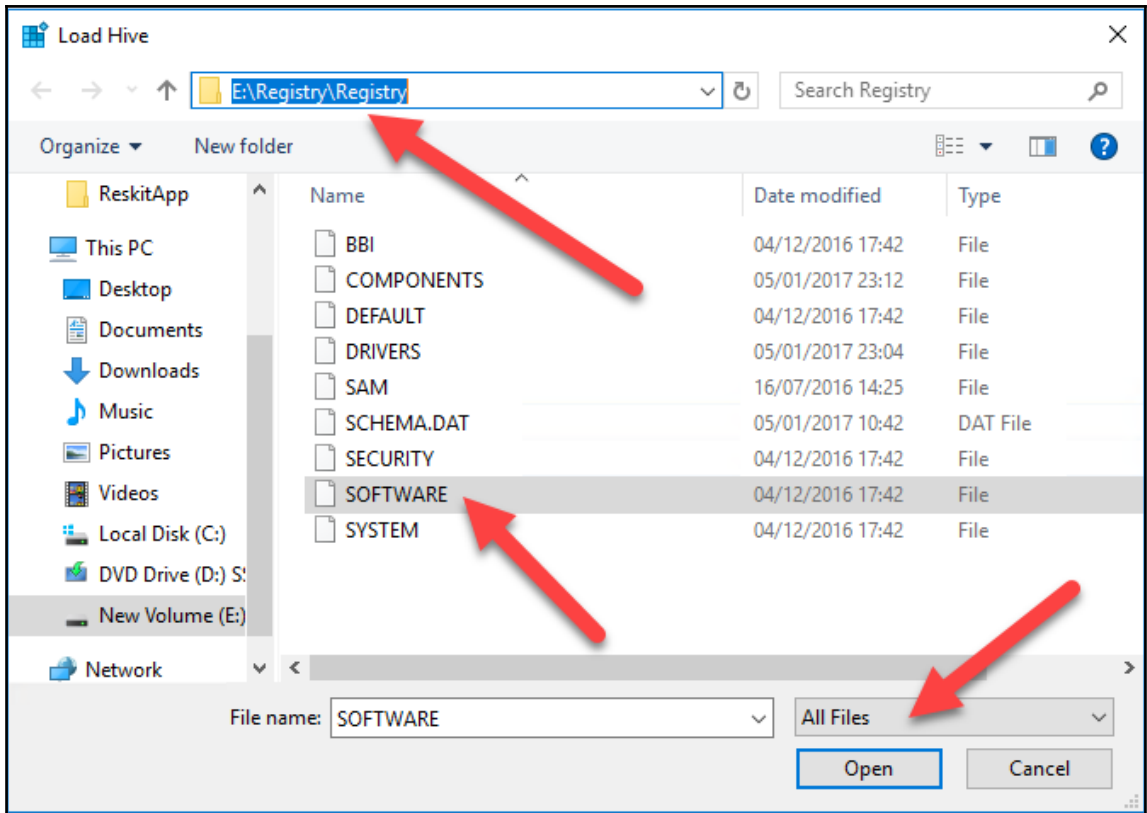 Load Hive
E:\Registry\Registry
Search Registry
Organize
New folder
?
ReskitApp
This PC
Desktop
Documents
Downloads
Music
Pictures
Videos
Local Disk (C:)
DVD Drive (D:) S
New Volume (E:)
Network
Name Date modified Type
BBI 04/12/2016 17:42 File
COMPONENTS 05/01/2017 23:12 File
DEFAULT 04/12/2016 17:42 File
DRIVERS 05/01/2017 23:04 File
SAM 16/07/2016 14:25 File
SCHEMA.DAT 05/01/2017 10:42 DAT File
SECURITY 04/12/2016 17:42 File
SOFTWARE 04/12/2016 17:42 File
SYSTEM 04/12/2016 17:42 File
File name: SOFTWARE
All Files
Open
Cancel